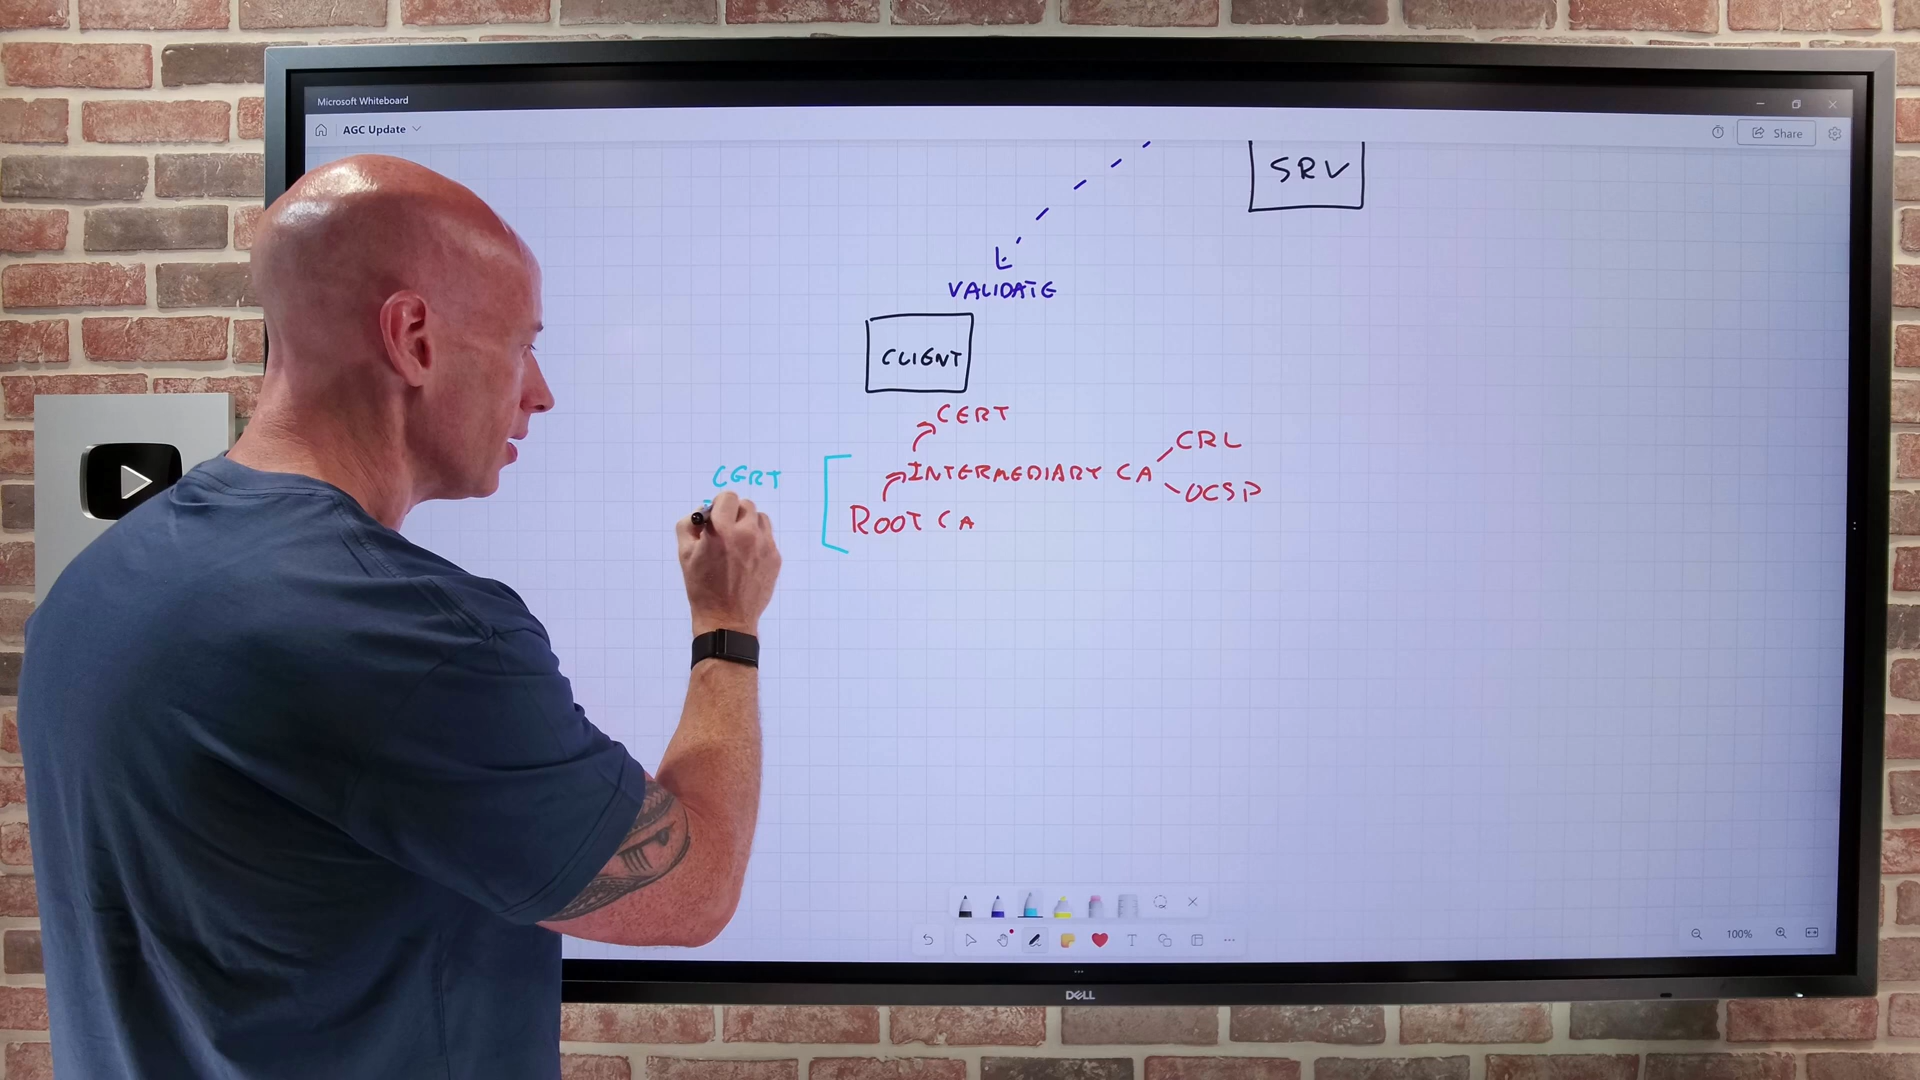 Microsoft Whiteboard
AGC Update
Share
SRV
VALIDATE
CLIENT
CERT
CRL
CERT
INTERMEDIARY CA
OCSP
ROOT CA
T
100%
DELL